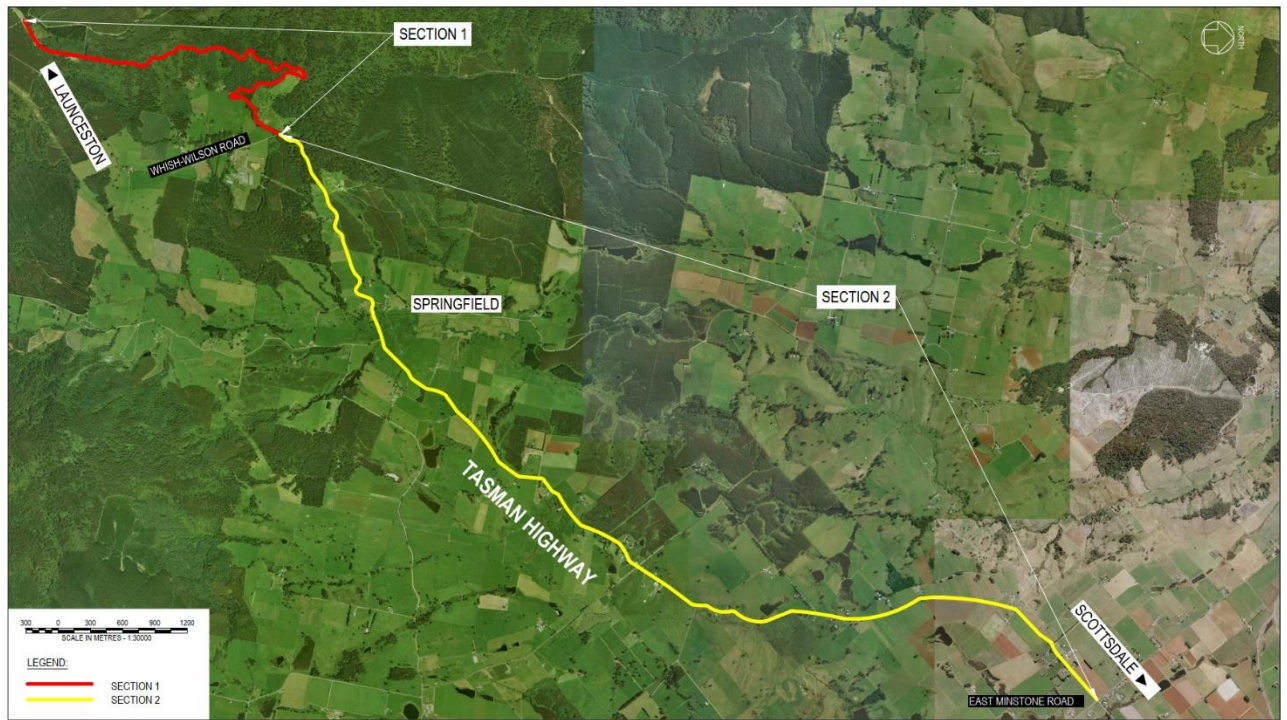 SECTION 1
NORTH
◄ LAUNCESTON
WHISH-WILSON ROAD
SECTION 2
SPRINGFIELD
TASMAN HIGHWAY
SCOTTSDALE ►
EAST MINSTONE ROAD
300 0 300 600 900 1200
SCALE IN METRES - 1:30000
LEGEND:
SECTION 1
SECTION 2